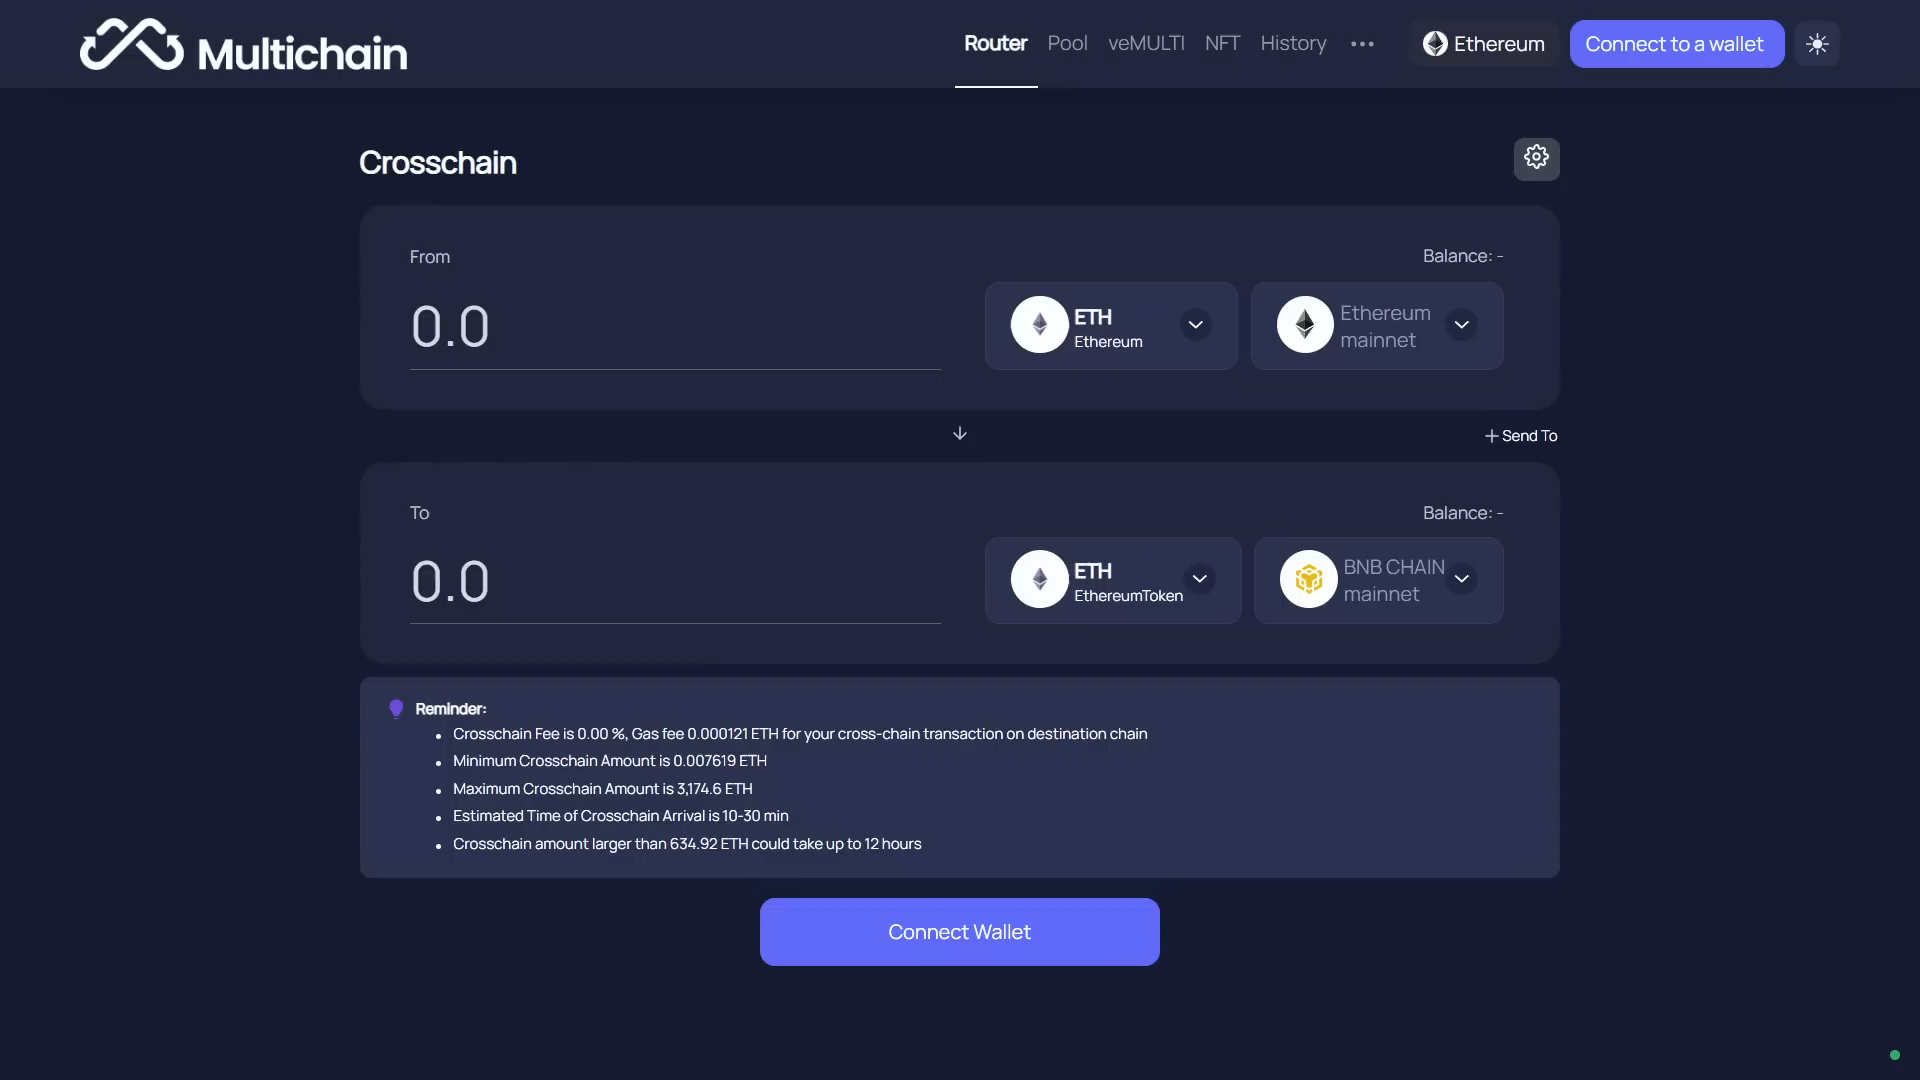 Multichain
Router Pool veMULTI NFT History Ethereum Connect to a wallet
Crosschain
From
Balance: -
0.0
ETH
Ethereum
Ethereum
mainnet
Send To
To
Balance: -
0.0
ETH
EthereumToken
BNB CHAIN
mainnet
Reminder:
Crosschain Fee is 0.00 %, Gas fee 0.000121 ETH for your cross-chain transaction on destination chain
Minimum Crosschain Amount is 0.007619 ETH
Maximum Crosschain Amount is 3,174.6 ETH
Estimated Time of Crosschain Arrival is 10-30 min
Crosschain amount larger than 634.92 ETH could take up to 12 hours
Connect Wallet